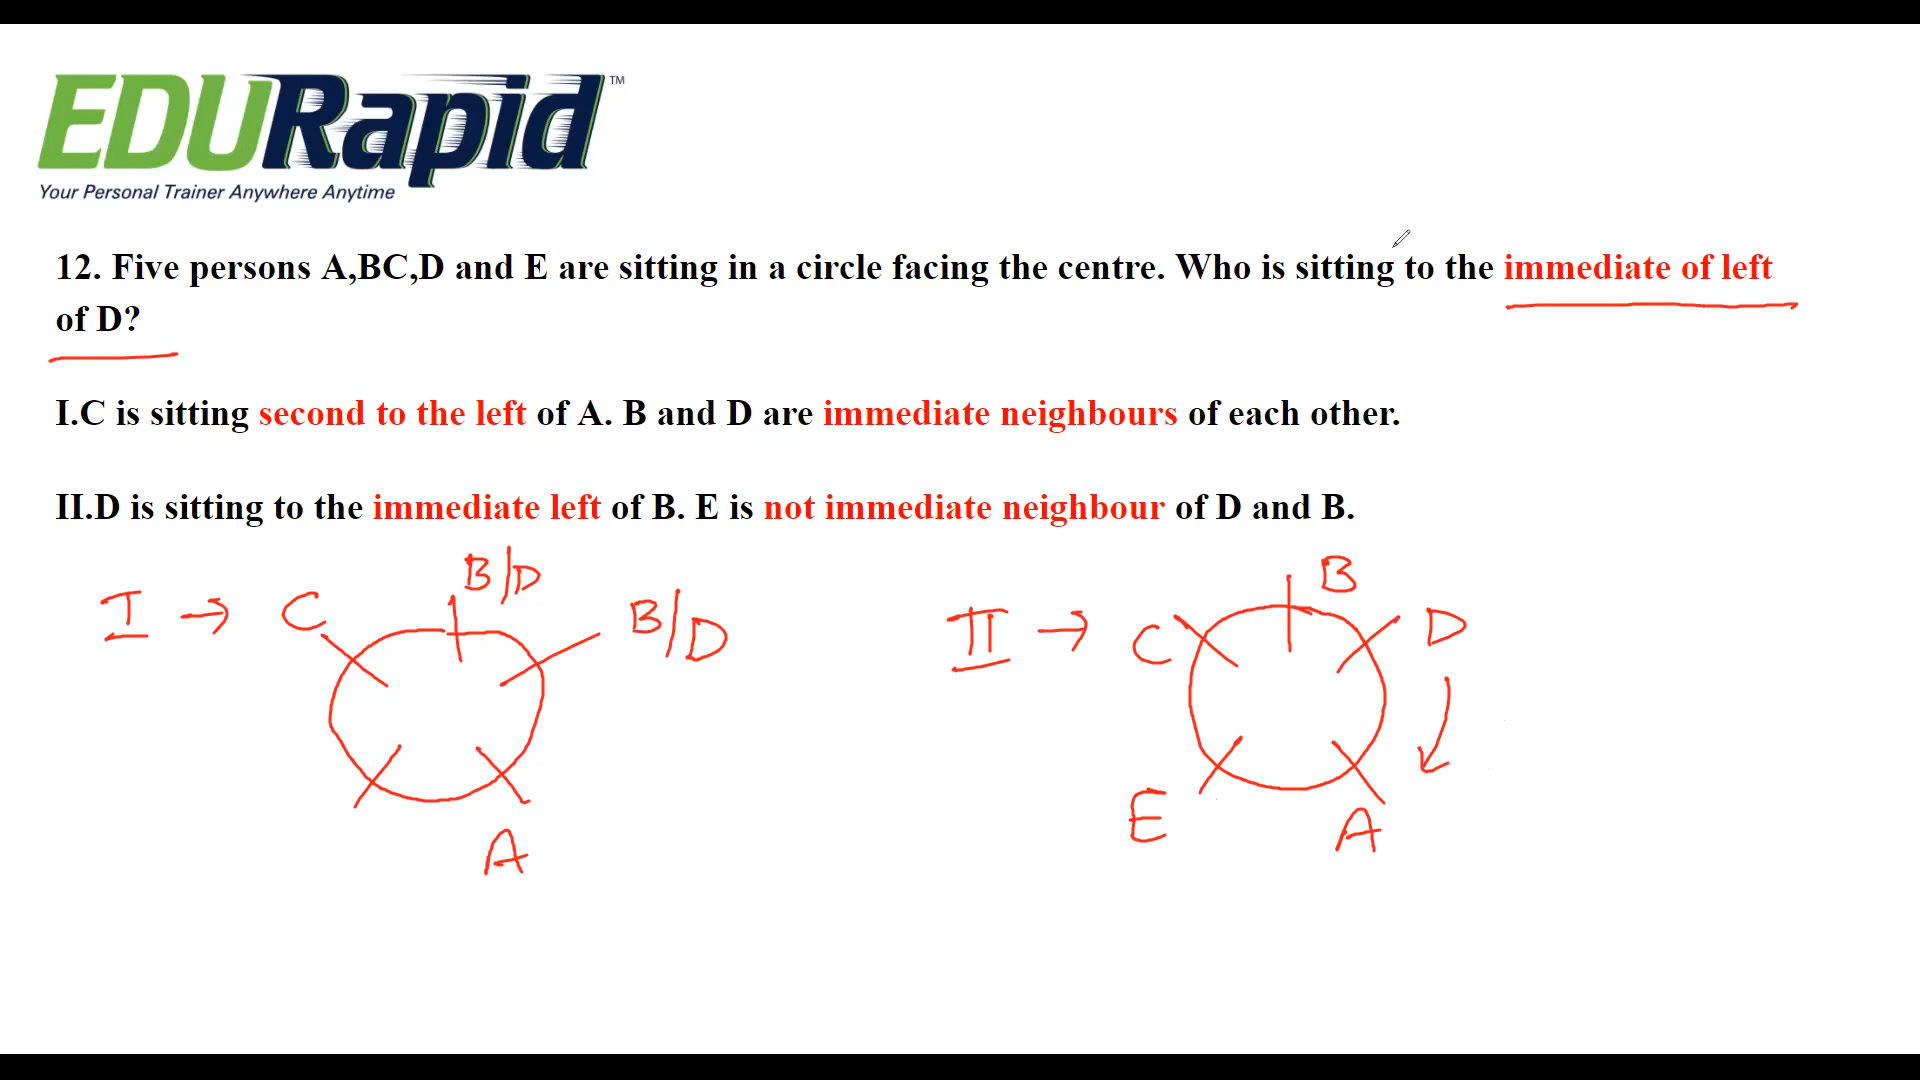 EDURapid™
Your Personal Trainer Anywhere Anytime
12. Five persons A,BC,D and E are sitting in a circle facing the centre. Who is sitting to the immediate of left
of D?
I.C is sitting second to the left of A. B and D are immediate neighbours of each other.
II.D is sitting to the immediate left of B. E is not immediate neighbour of D and B.
I → C B/D B/D
A
II → C B D
E A